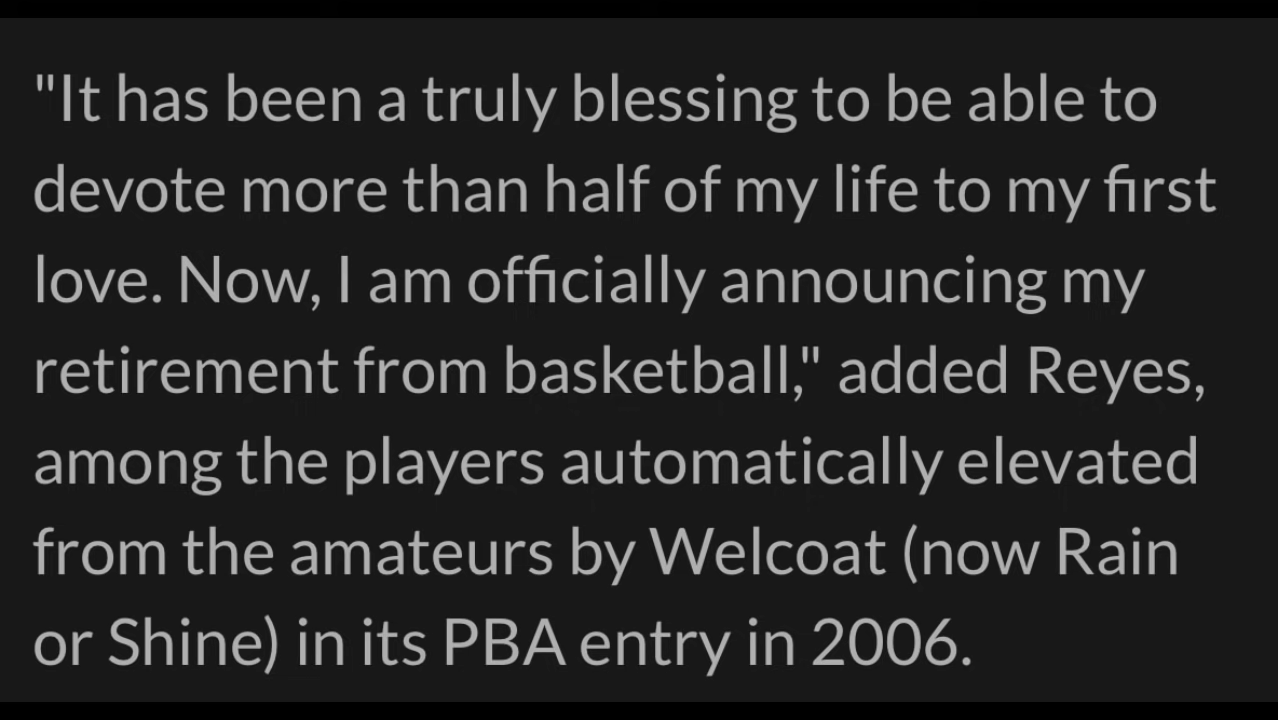 "It has been a truly blessing to be able to
devote more than half of my life to my first
love. Now, I am officially announcing my
retirement from basketball," added Reyes,
among the players automatically elevated
from the amateurs by Welcoat (now Rain
or Shine) in its PBA entry in 2006.